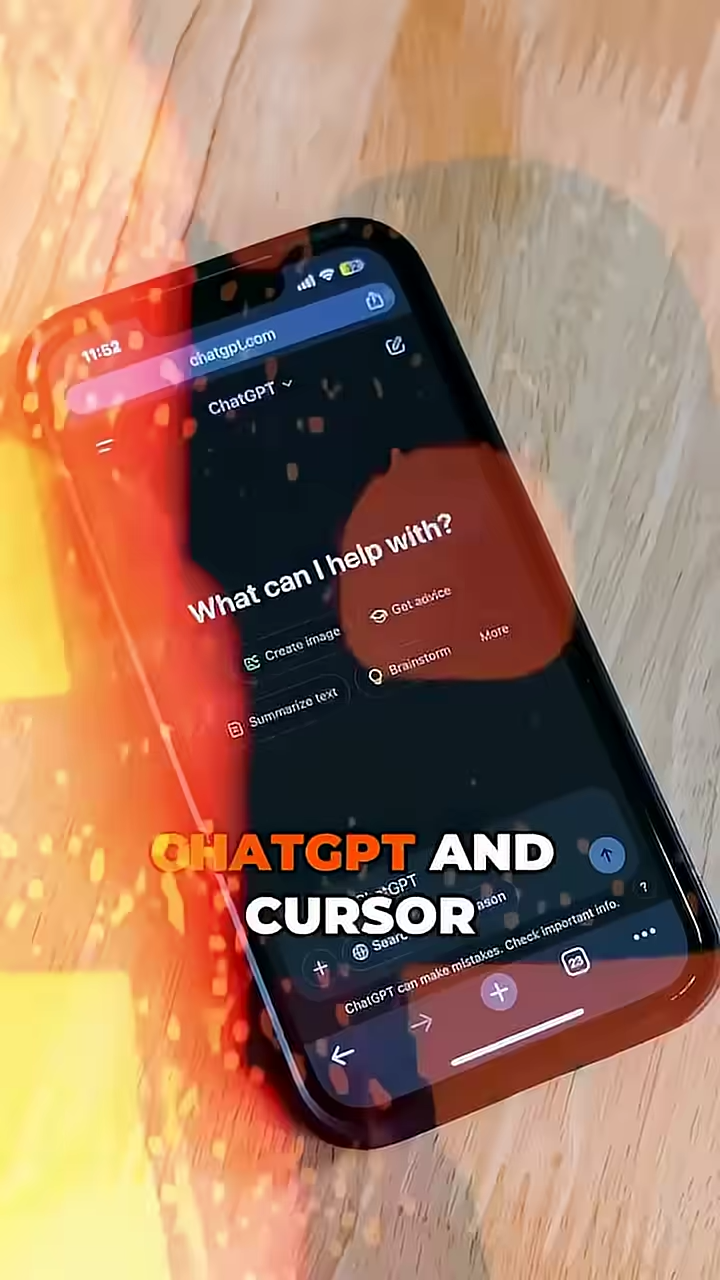 11:52
chatgpt.com
ChatGPT
What can I help with?
Create image
Get advice
Summarize text
Brainstorm
More
CHATGPT AND
CURSOR
ChatGPT
?
ChatGPT can make mistakes. Check important info.
23